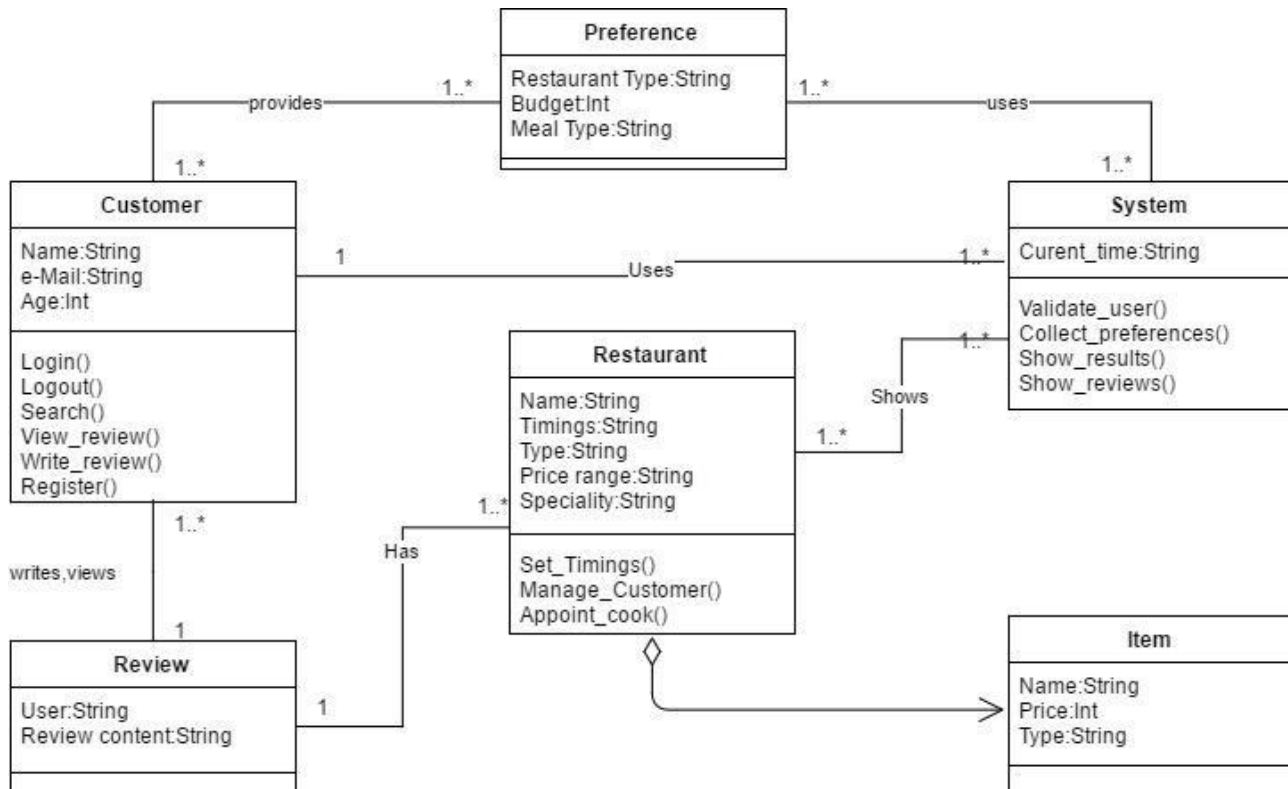 Preference
Restaurant Type:String
Budget:Int
Meal Type:String
1..*
provides
1..*
1..*
uses
1..*
Customer
Name:String
e-Mail:String
Age:Int
Login()
Logout()
Search()
View_review()
Write_review()
Register()
System
Curent_time:String
Validate_user()
Collect_preferences()
Show_results()
Show_reviews()
1
Uses
1..*
Restaurant
Name:String
Timings:String
Type:String
Price range:String
Speciality:String
Set_Timings()
Manage_Customer()
Appoint_cook()
1..*
Shows
1..*
1..*
writes,views
1
1..*
Has
1
Review
User:String
Review content:String
Item
Name:String
Price:Int
Type:String